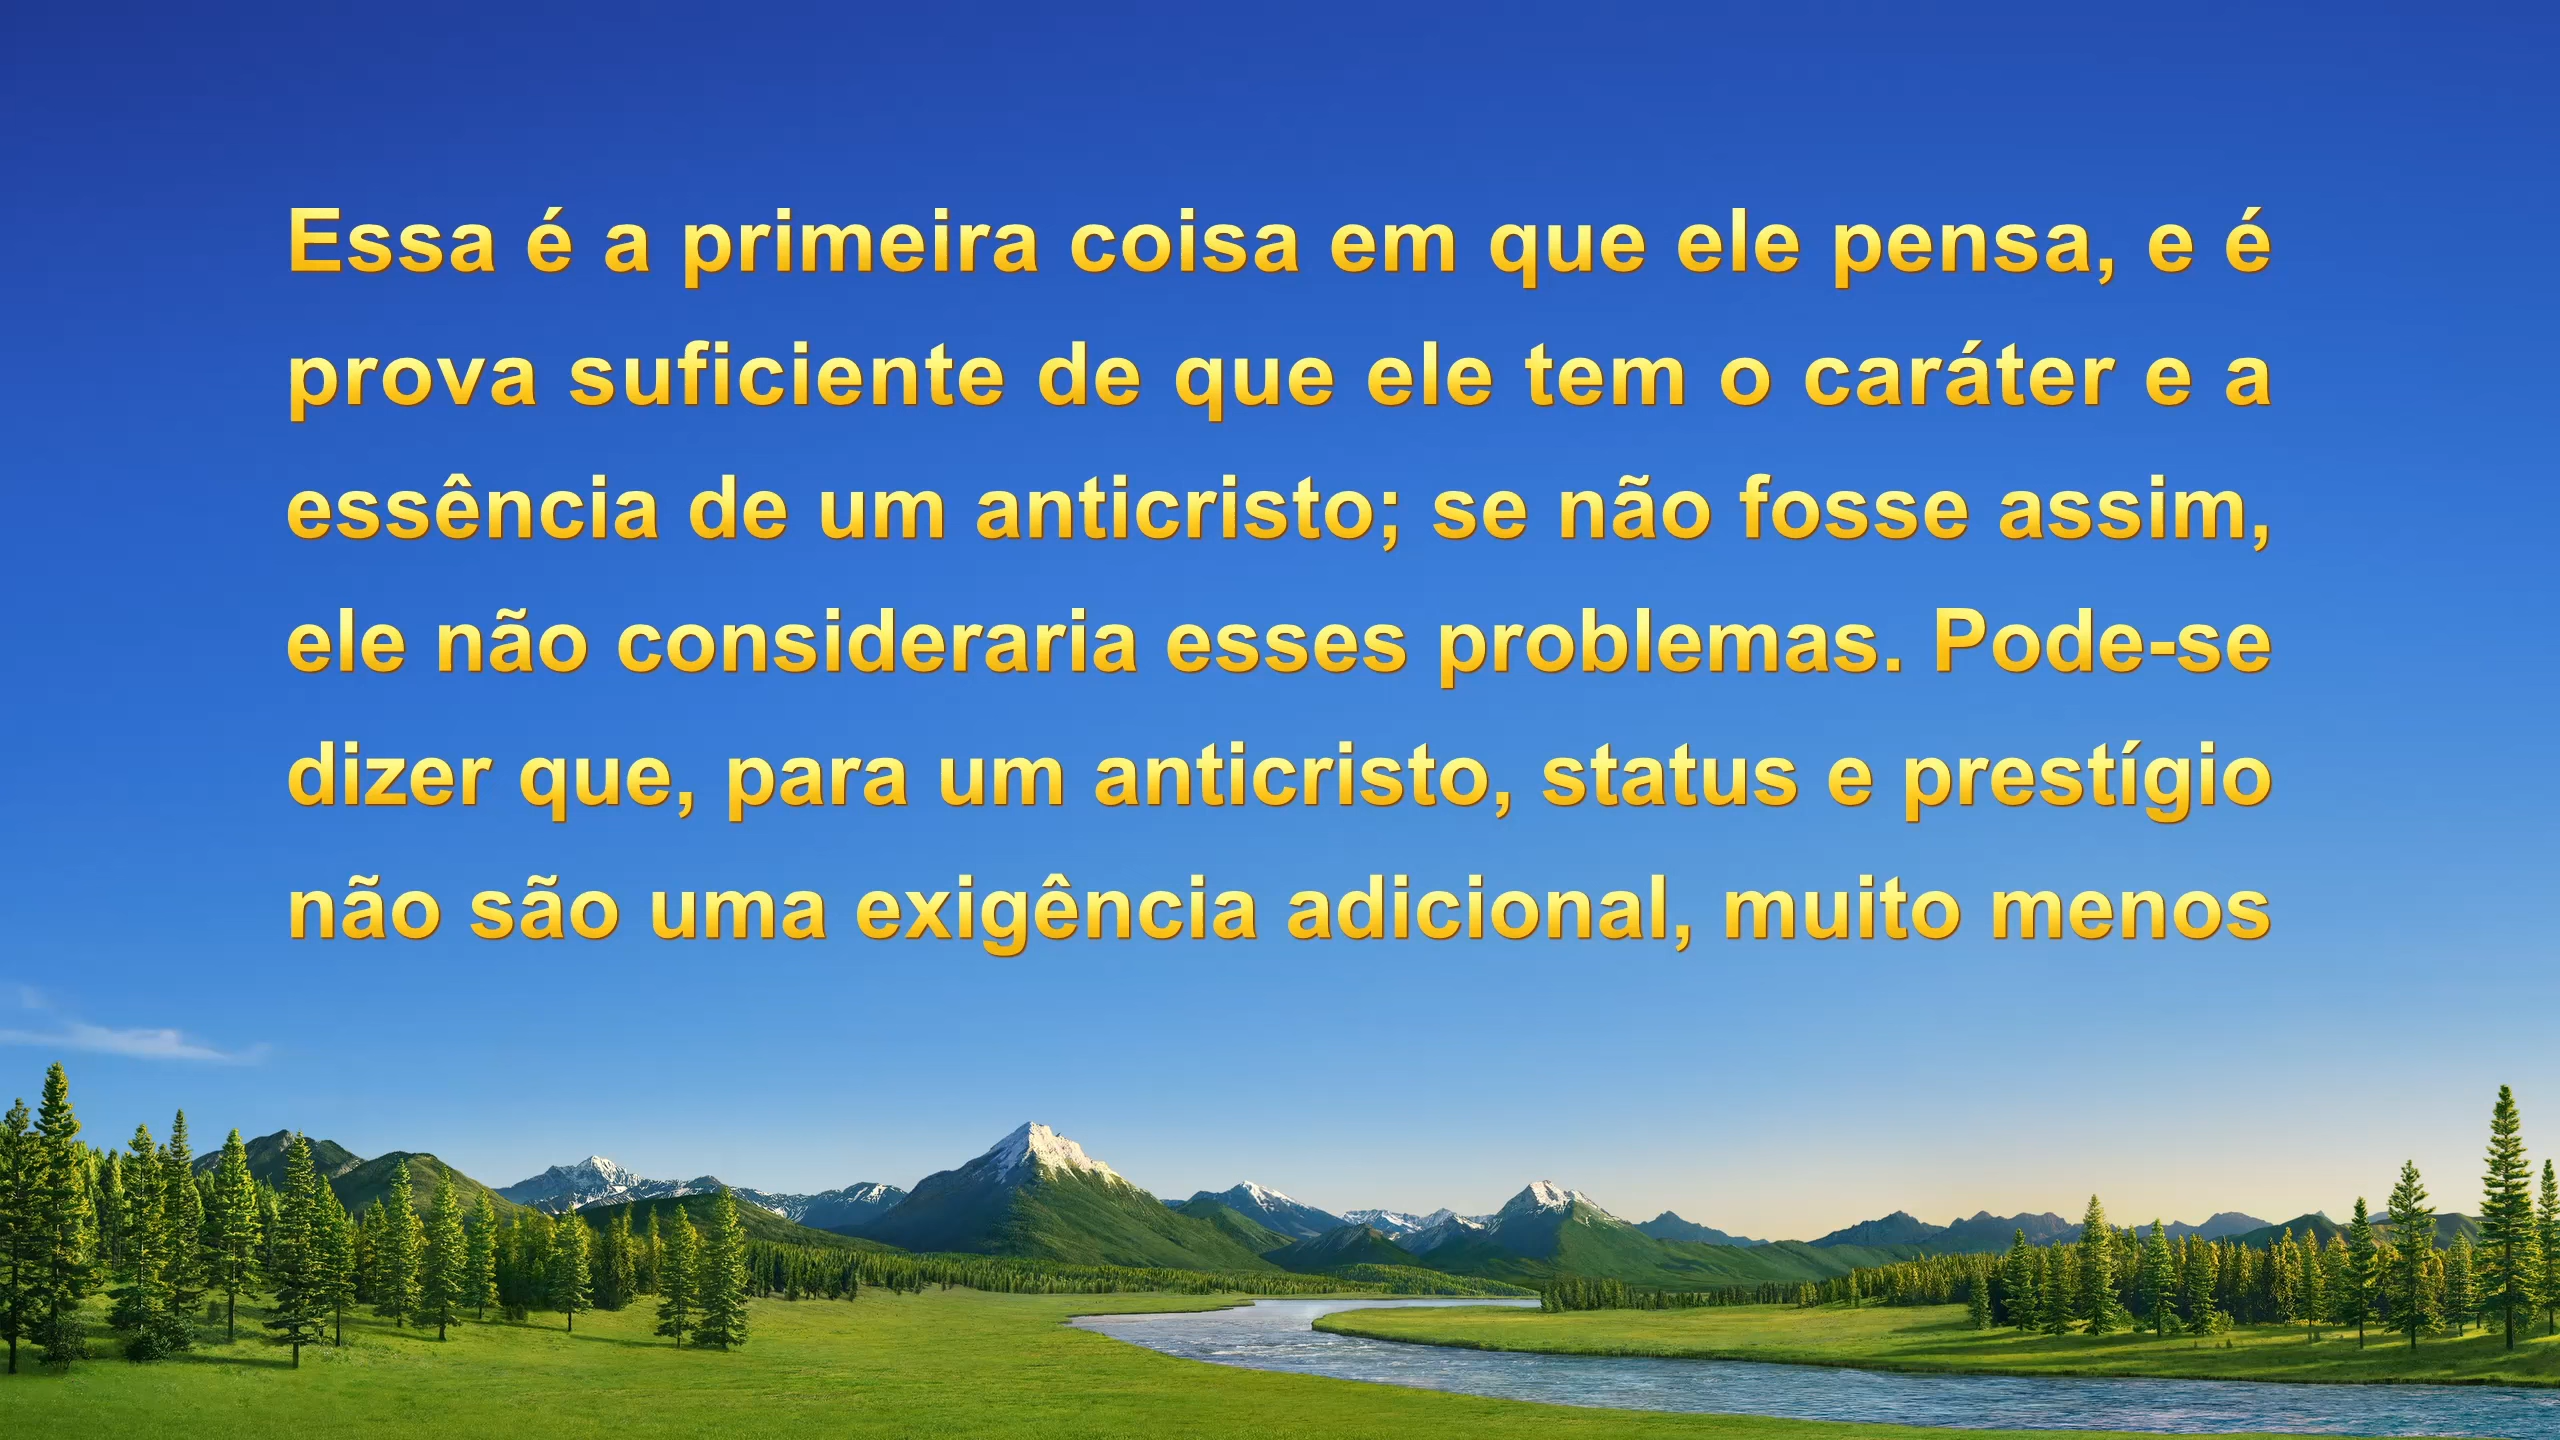 Essa é a primeira coisa em que ele pensa, e é
prova suficiente de que ele tem o caráter e a
essência de um anticristo; se não fosse assim,
ele não consideraria esses problemas. Pode-se
dizer que, para um anticristo, status e prestígio
não são uma exigência adicional, muito menos